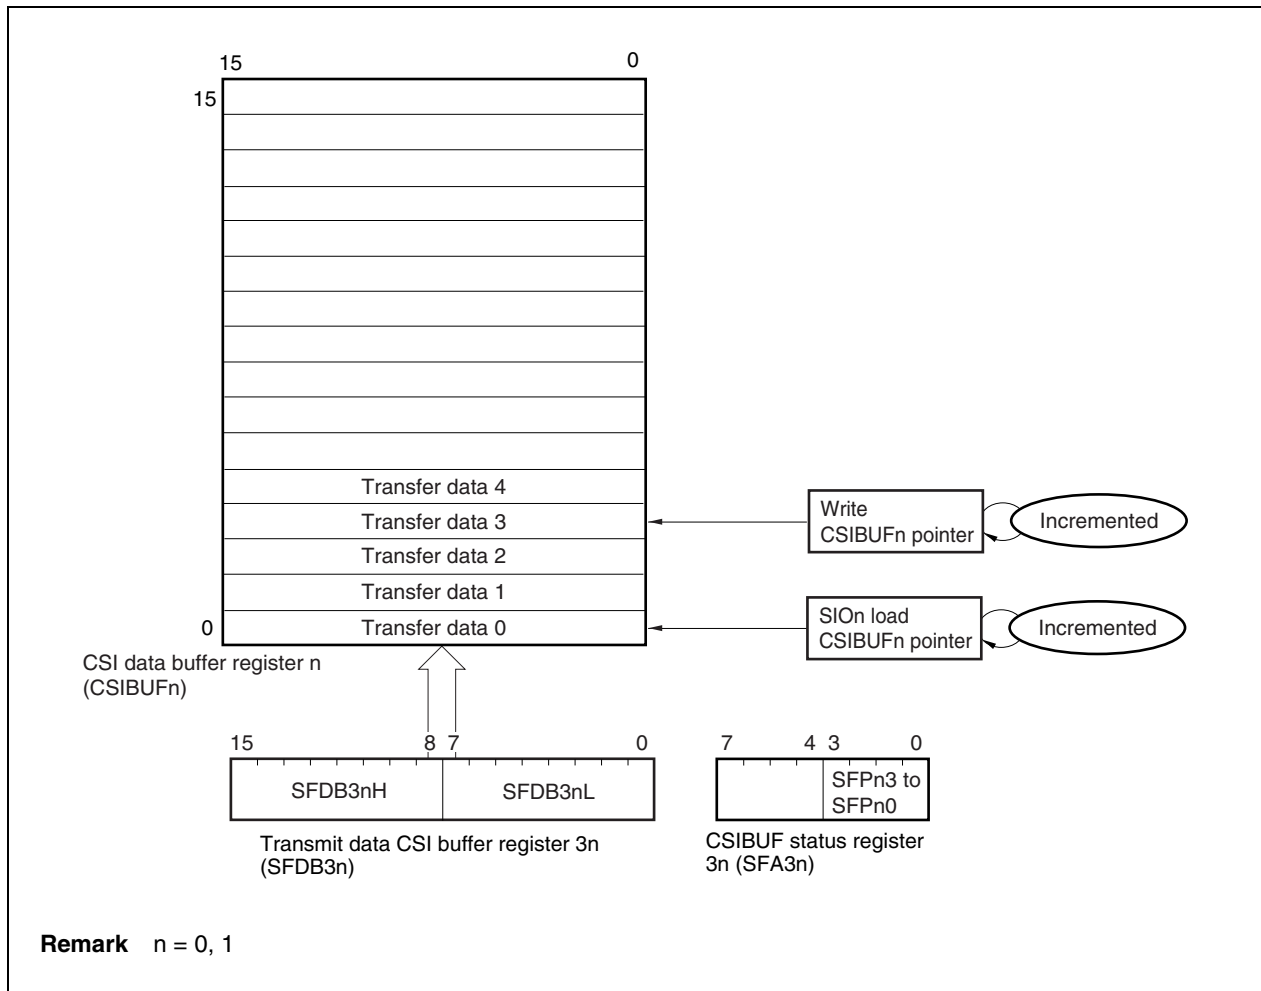 15 0
15
Transfer data 4
Transfer data 3
Transfer data 2
Transfer data 1
Transfer data 0
0
Write
CSIBUFn pointer
Incremented
SIOn load
CSIBUFn pointer
Incremented
CSI data buffer register n
(CSIBUFn)
15 8 7 0
SFDB3nH SFDB3nL
Transmit data CSI buffer register 3n
(SFDB3n)
7 4 3 0
SFPn3 to
SFPn0
CSIBUF status register
3n (SFA3n)
Remark n = 0, 1